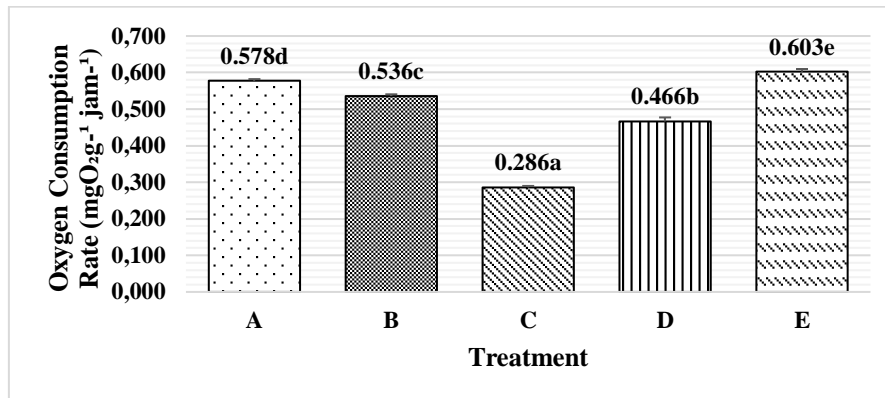 Oxygen Consumption
Rate (mgO₂g-¹ jam-¹)
0,700
0,600
0,500
0,400
0,300
0,200
0,100
0,000
0.578d
0.536c
0.286a
0.466b
0.603e
A B C D E
Treatment